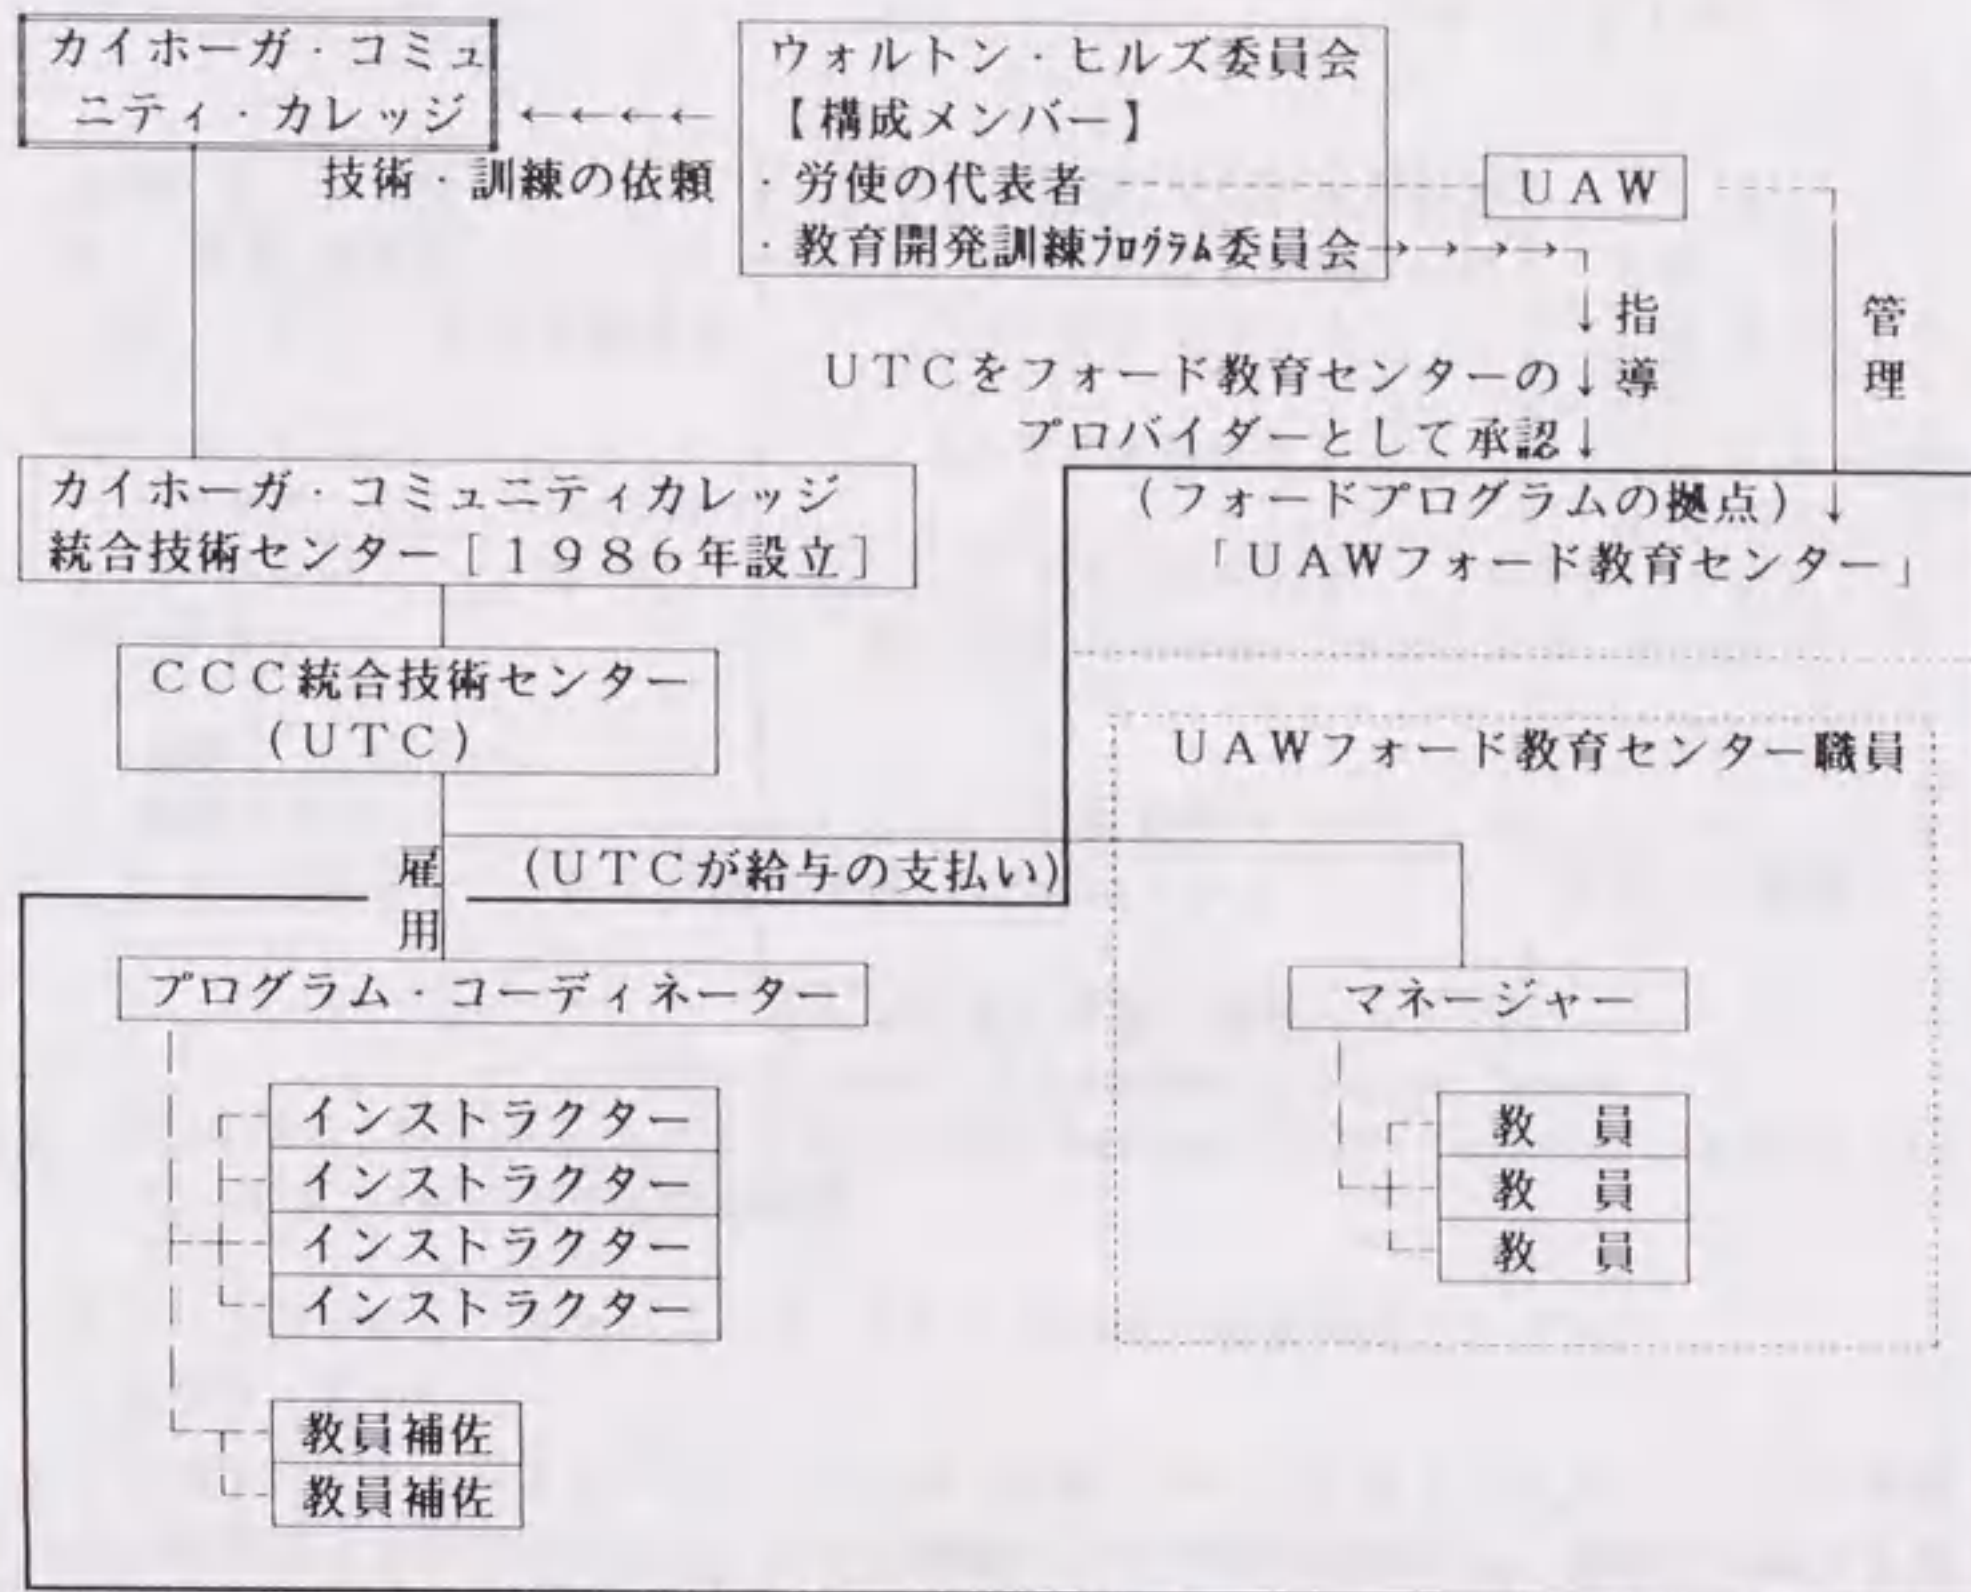 カイホーガ・コミュ
ニティ・カレッジ
←←←←
技術・訓練の依頼
ウォルトン・ヒルズ委員会
【構成メンバー】
・労使の代表者
・教育開発訓練プログラム委員会→→→→
UAW
↓指
↓導
↓
管
理
↓
UTCをフォード教育センターの
プロバイダーとして承認
カイホーガ・コミュニティカレッジ
統合技術センター[1986年設立]
(フォードプログラムの拠点)
「UAWフォード教育センター」
CCC統合技術センター
(UTC)
UAWフォード教育センター職員
雇
用
(UTCが給与の支払い)
プログラム・コーディネーター
インストラクター
インストラクター
インストラクター
インストラクター
教員補佐
教員補佐
マネージャー
教 員
教 員
教 員